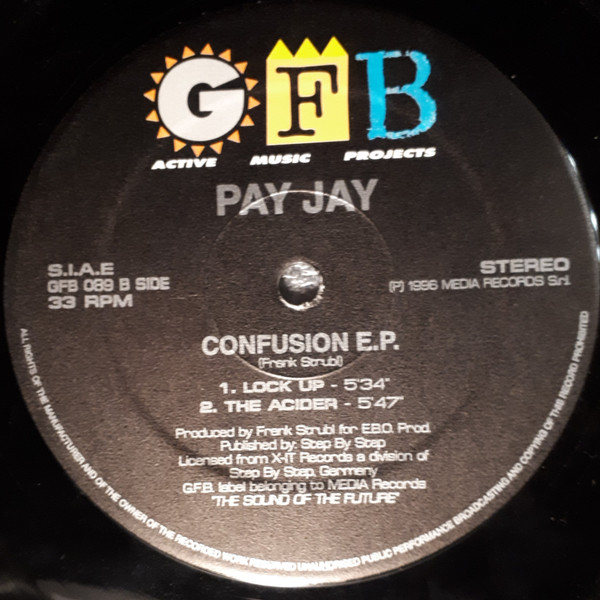 GFB
ACTIVE MUSIC PROJECTS
PAY JAY
S.I.A.E
GFB 089 B SIDE
33 RPM
STEREO
(P) 1996 MEDIA RECORDS S.r.l
CONFUSION E.P.
(Frank Strubl)
1. LOCK UP - 5'34"
2. THE ACIDER - 5'47"
Produced by Frank Strubl for E.B.O. Prod.
Published by: Step By Step
Licensed from X-IT Records a division of
Step By Step, Germany
G.F.B. label belonging to MEDIA Records
"THE SOUND OF THE FUTURE"
ALL RIGHTS OF THE MANUFACTURER AND OF THE OWNER OF THE RECORDED WORK RESERVED UNAUTHORISED PUBLIC PERFORMANCE BROADCASTING AND COPYING OF THE RECORD PROHIBITED